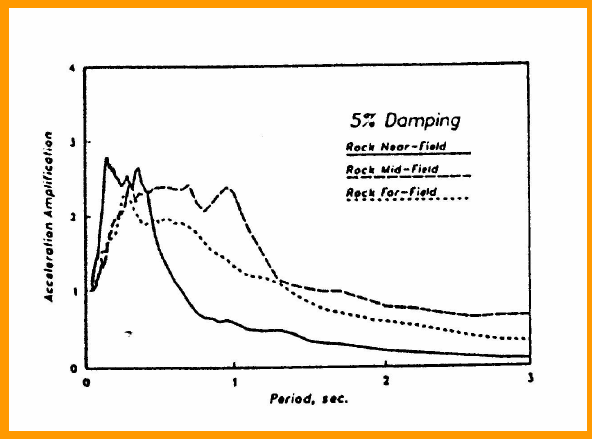 4
3
2
1
0
Acceleration Amplification
5% Damping
Rock Near-Field
Rock Mid-Field
Rock Far-Field
0
1
2
3
Period, sec.